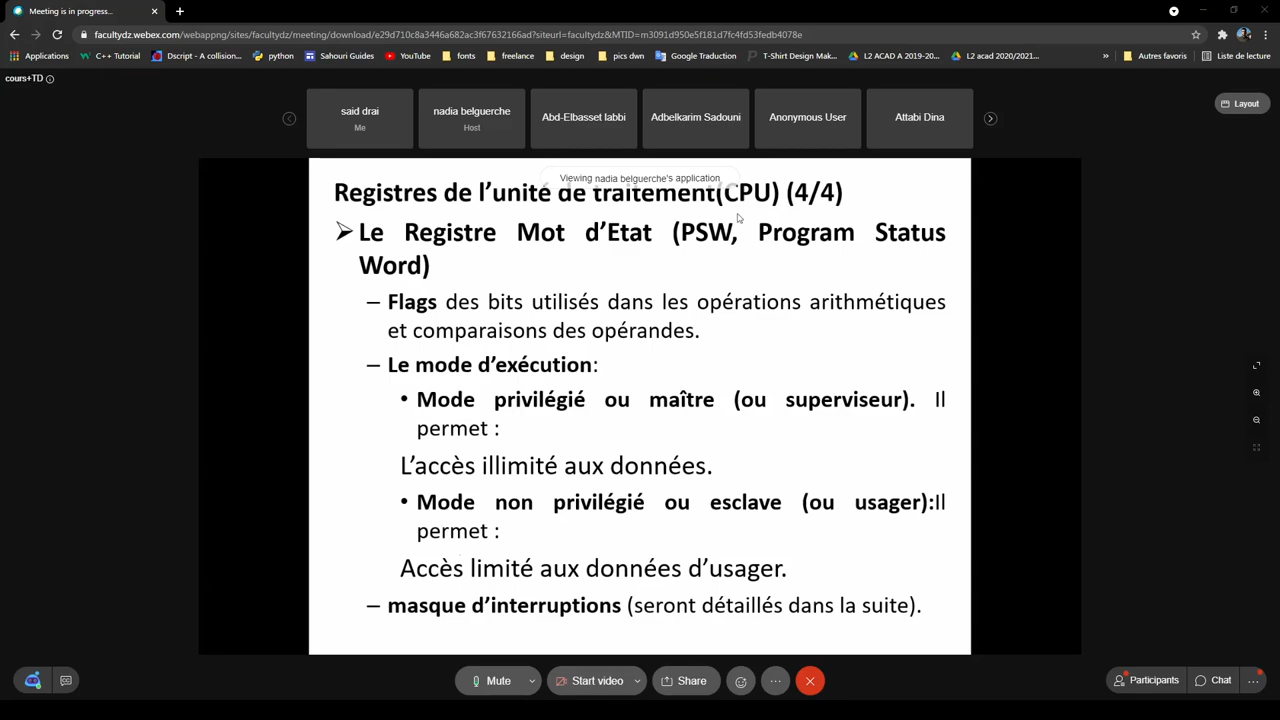 Meeting is in progress...
facultydz.webex.com/webappng/sites/facultydz/meeting/download/e29d710c8a3446a682ac3f67632166ad?siteurl=facultydz&MTID=m3091d950e5f181d7fc4fd53fedb4078e
Applications C++ Tutorial Dscript - A collision... python Sahouri Guides YouTube fonts freelance design pics dwn Google Traduction T-Shirt Design Mak... L2 ACAD A 2019-20... L2 acad 2020/2021... » Autres favoris Liste de lecture
cours+TD
Layout
said drai
Me
nadia belguerche
Host
Abd-Elbasset labbi
Adbelkarim Sadouni
Anonymous User
Attabi Dina
Viewing nadia belguerche's application
Registres de l’unité de traitement(CPU) (4/4)
➢ Le Registre Mot d’Etat (PSW, Program Status
Word)
– Flags des bits utilisés dans les opérations arithmétiques
et comparaisons des opérandes.
– Le mode d’exécution:
• Mode privilégié ou maître (ou superviseur). Il
permet :
L’accès illimité aux données.
• Mode non privilégié ou esclave (ou usager):Il
permet :
Accès limité aux données d’usager.
– masque d’interruptions (seront détaillés dans la suite).
Mute Start video Share Participants Chat